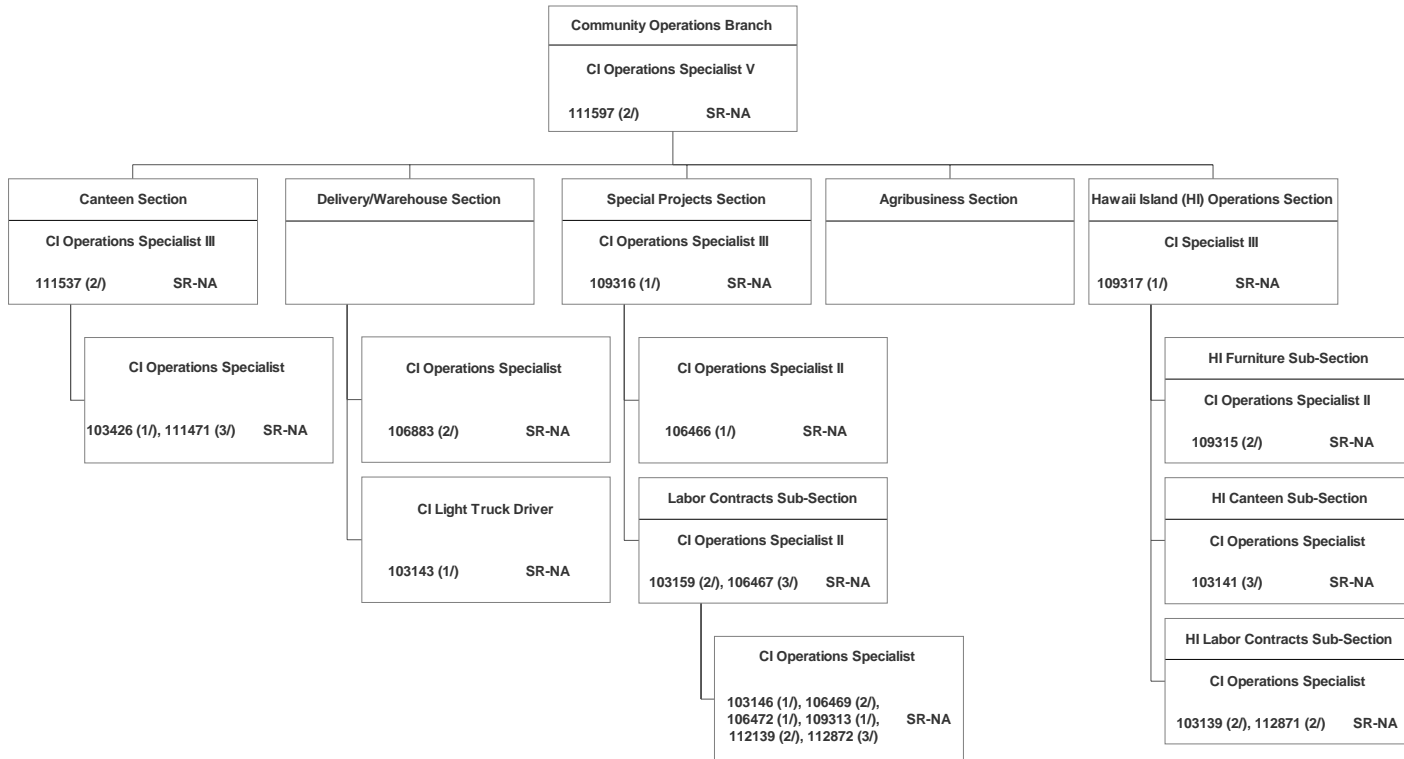 Community Operations Branch
CI Operations Specialist V
111597 (2/) SR-NA
Canteen Section
CI Operations Specialist III
111537 (2/) SR-NA
CI Operations Specialist
103426 (1/), 111471 (3/) SR-NA
Delivery/Warehouse Section
CI Operations Specialist
106883 (2/) SR-NA
CI Light Truck Driver
103143 (1/) SR-NA
Special Projects Section
CI Operations Specialist III
109316 (1/) SR-NA
CI Operations Specialist II
106466 (1/) SR-NA
Labor Contracts Sub-Section
CI Operations Specialist II
103159 (2/), 106467 (3/) SR-NA
CI Operations Specialist
103146 (1/), 106469 (2/),
106472 (1/), 109313 (1/), SR-NA
112139 (2/), 112872 (3/)
Agribusiness Section
Hawaii Island (HI) Operations Section
CI Specialist III
109317 (1/) SR-NA
HI Furniture Sub-Section
CI Operations Specialist II
109315 (2/) SR-NA
HI Canteen Sub-Section
CI Operations Specialist
103141 (3/) SR-NA
HI Labor Contracts Sub-Section
CI Operations Specialist
103139 (2/), 112871 (2/) SR-NA